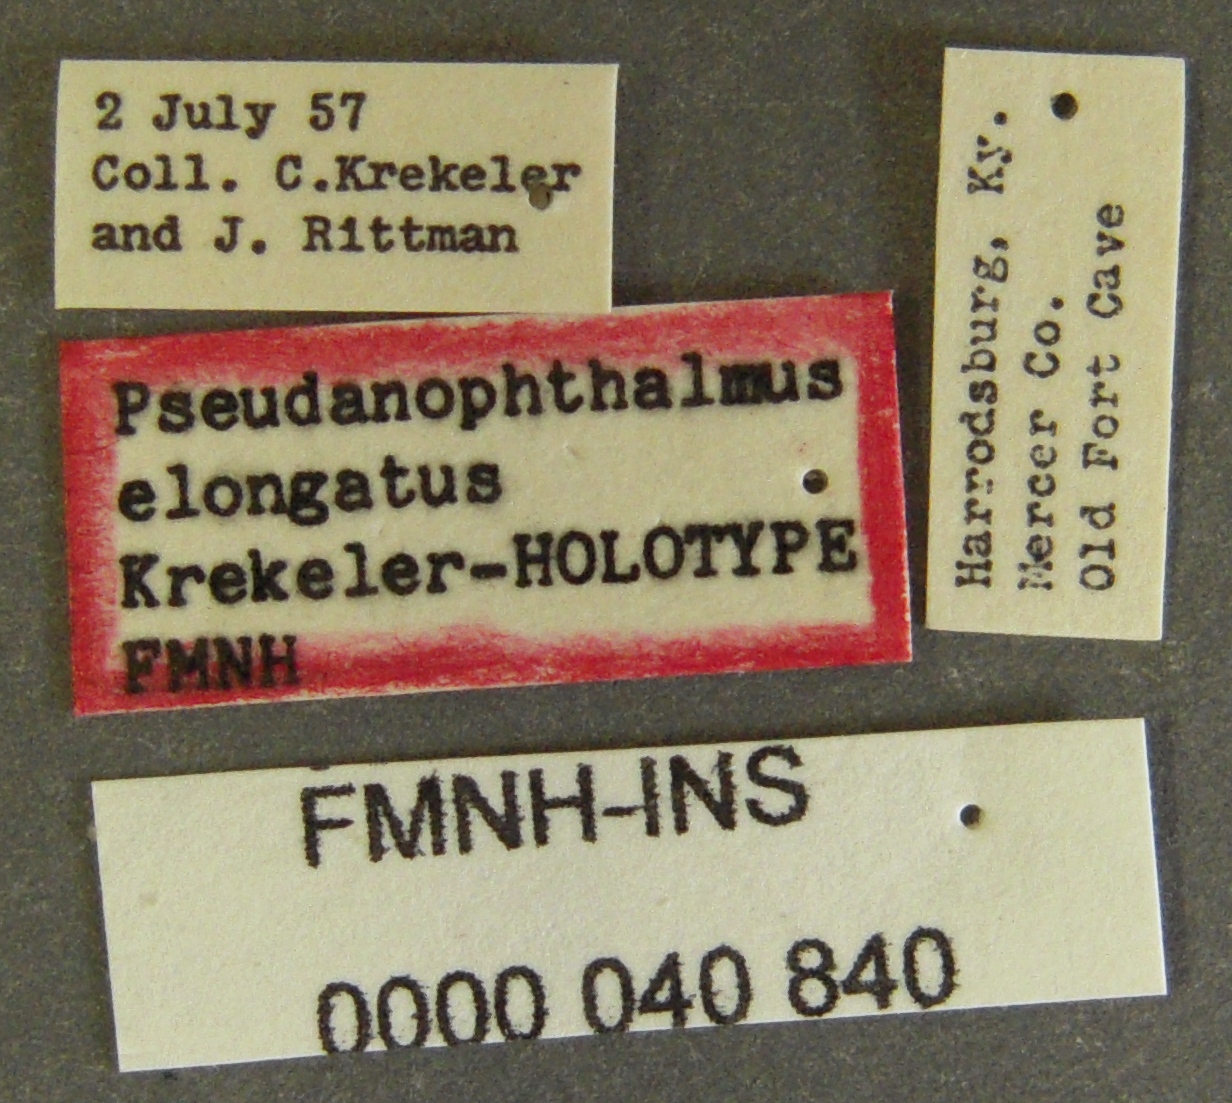 2 July 57
Coll. C.Krekeler
and J. Rittman
Harrodsburg, Ky.
Mercer Co.
Old Fort Cave
Pseudanophthalmus
elongatus
Krekeler-HOLOTYPE
FMNH
FMNH-INS
0000 040 840